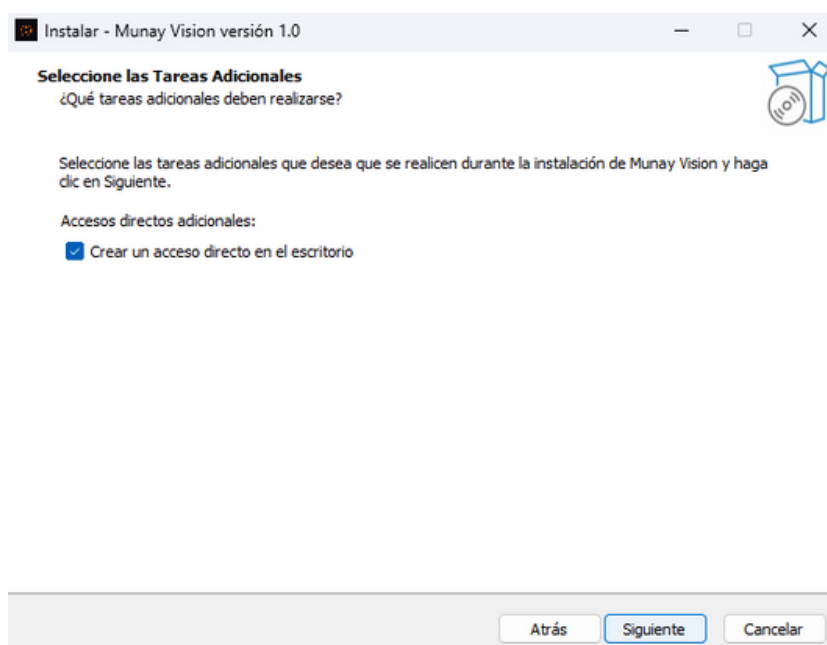 Instalar - Munay Vision versión 1.0
Seleccione las Tareas Adicionales
¿Qué tareas adicionales deben realizarse?
Seleccione las tareas adicionales que desea que se realicen durante la instalación de Munay Vision y haga
clic en Siguiente.
Accesos directos adicionales:
Crear un acceso directo en el escritorio
Atrás
Siguiente
Cancelar